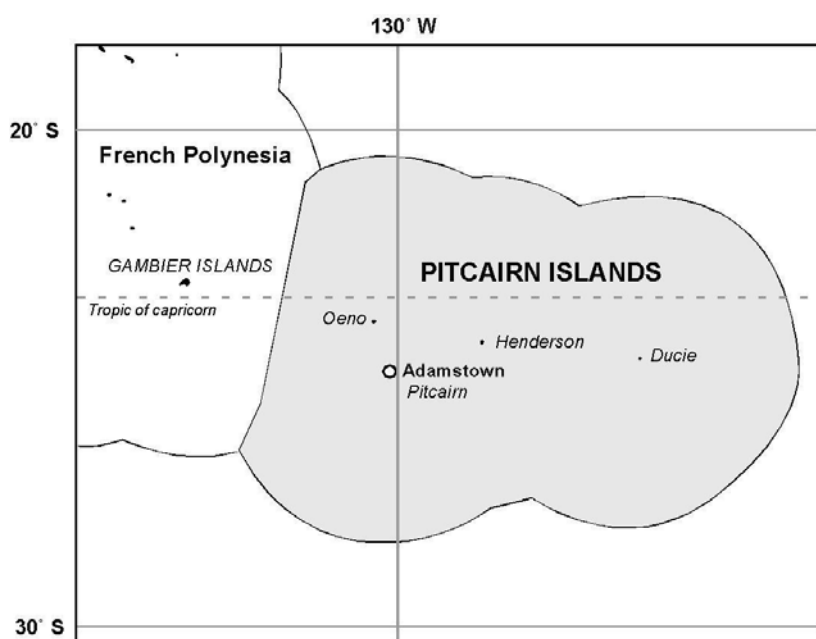 130° W
20° S
French Polynesia
GAMBIER ISLANDS
PITCAIRN ISLANDS
Tropic of capricorn
Oeno
Henderson
Ducie
Adamstown
Pitcairn
30° S